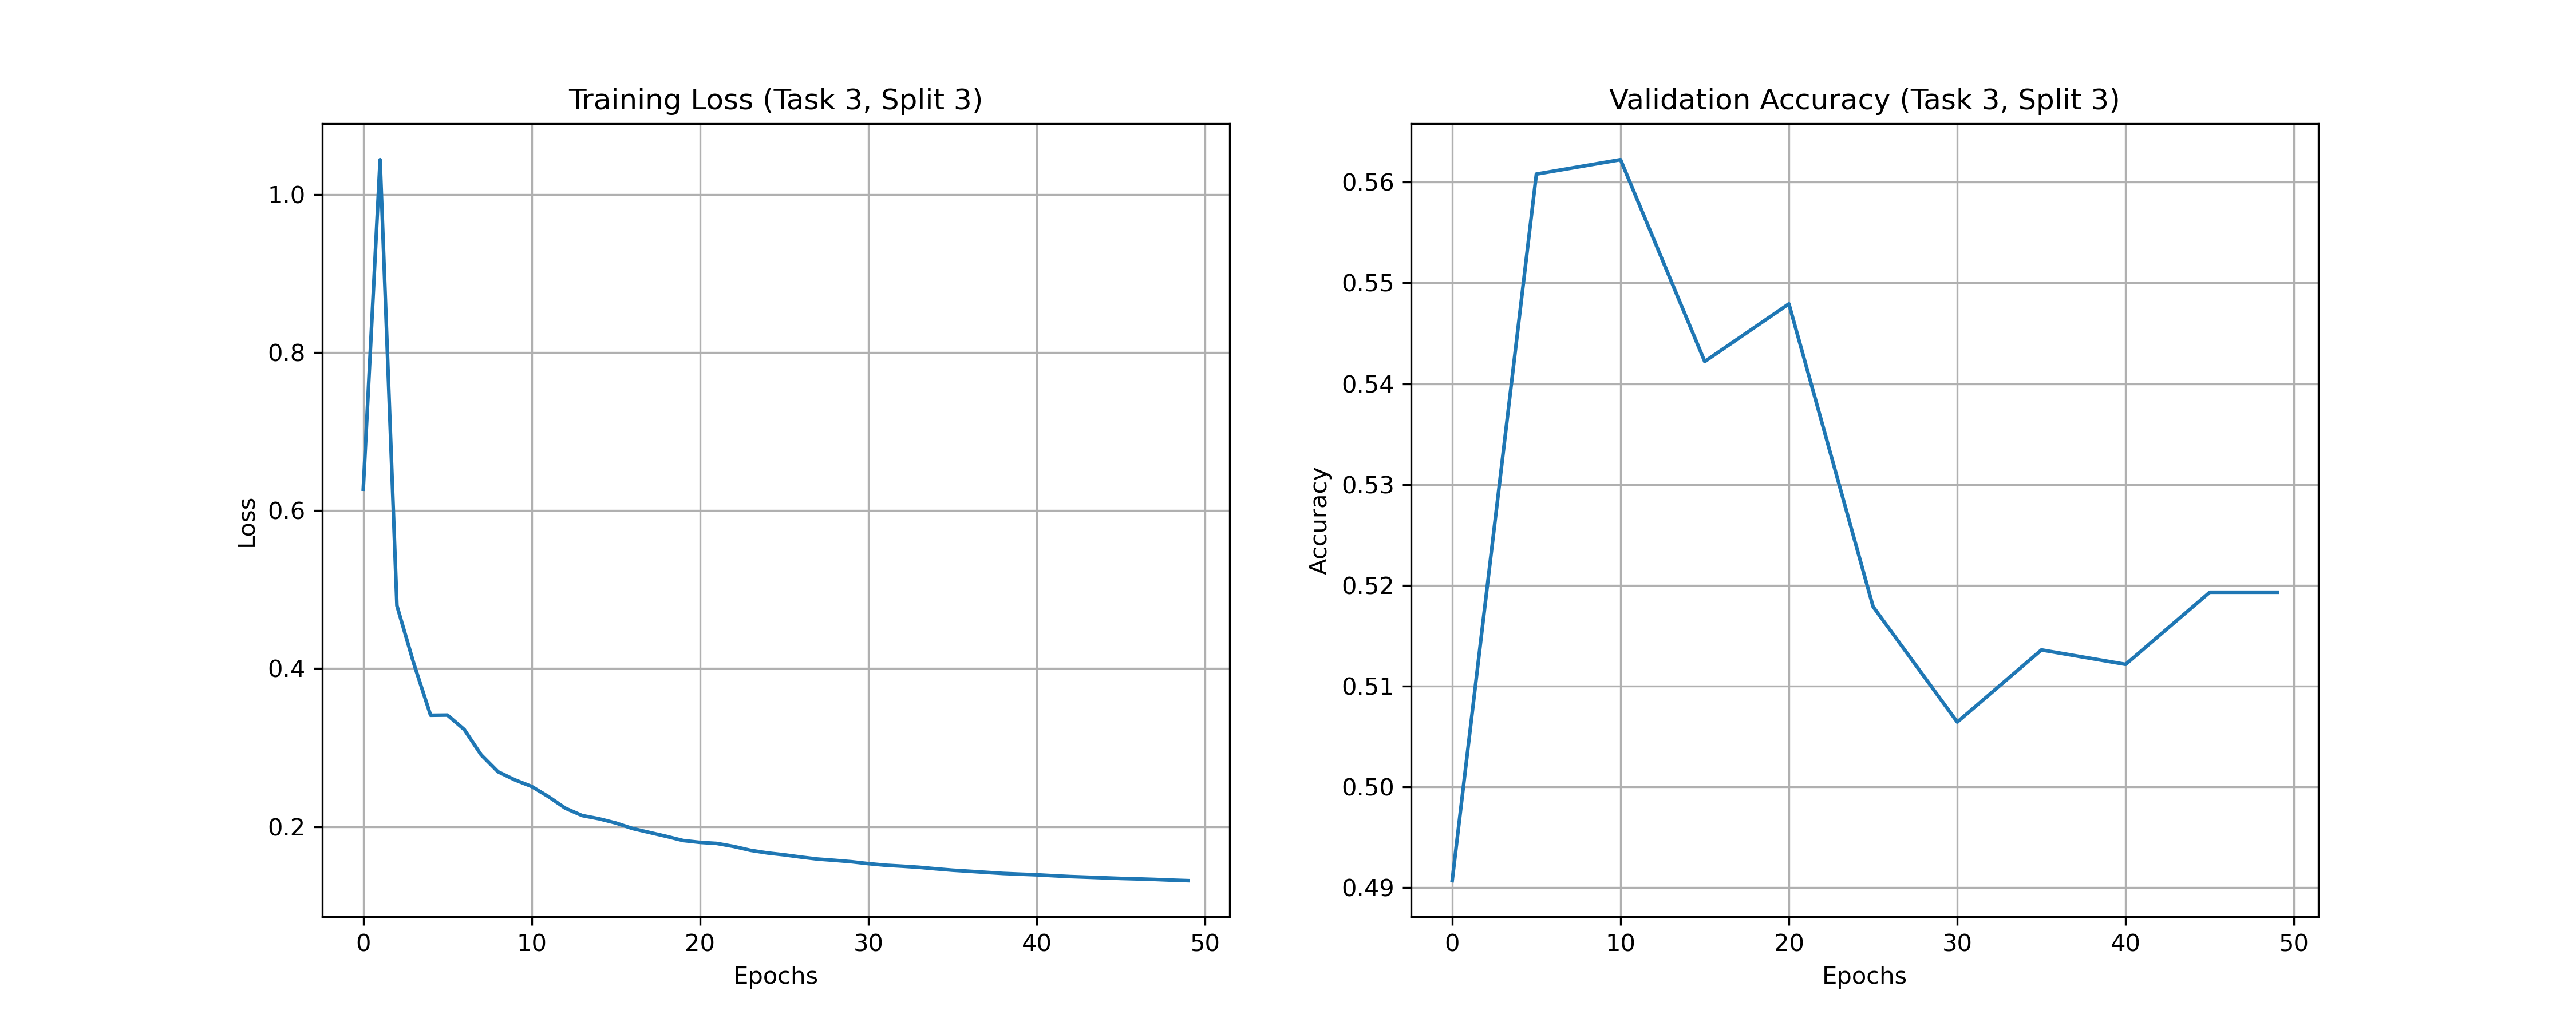 Training Loss (Task 3, Split 3)
1.0
0.8
0.6
0.4
0.2
Loss
0 10 20 30 40 50
Epochs
Validation Accuracy (Task 3, Split 3)
0.56
0.55
0.54
0.53
0.52
0.51
0.50
0.49
Accuracy
0 10 20 30 40 50
Epochs